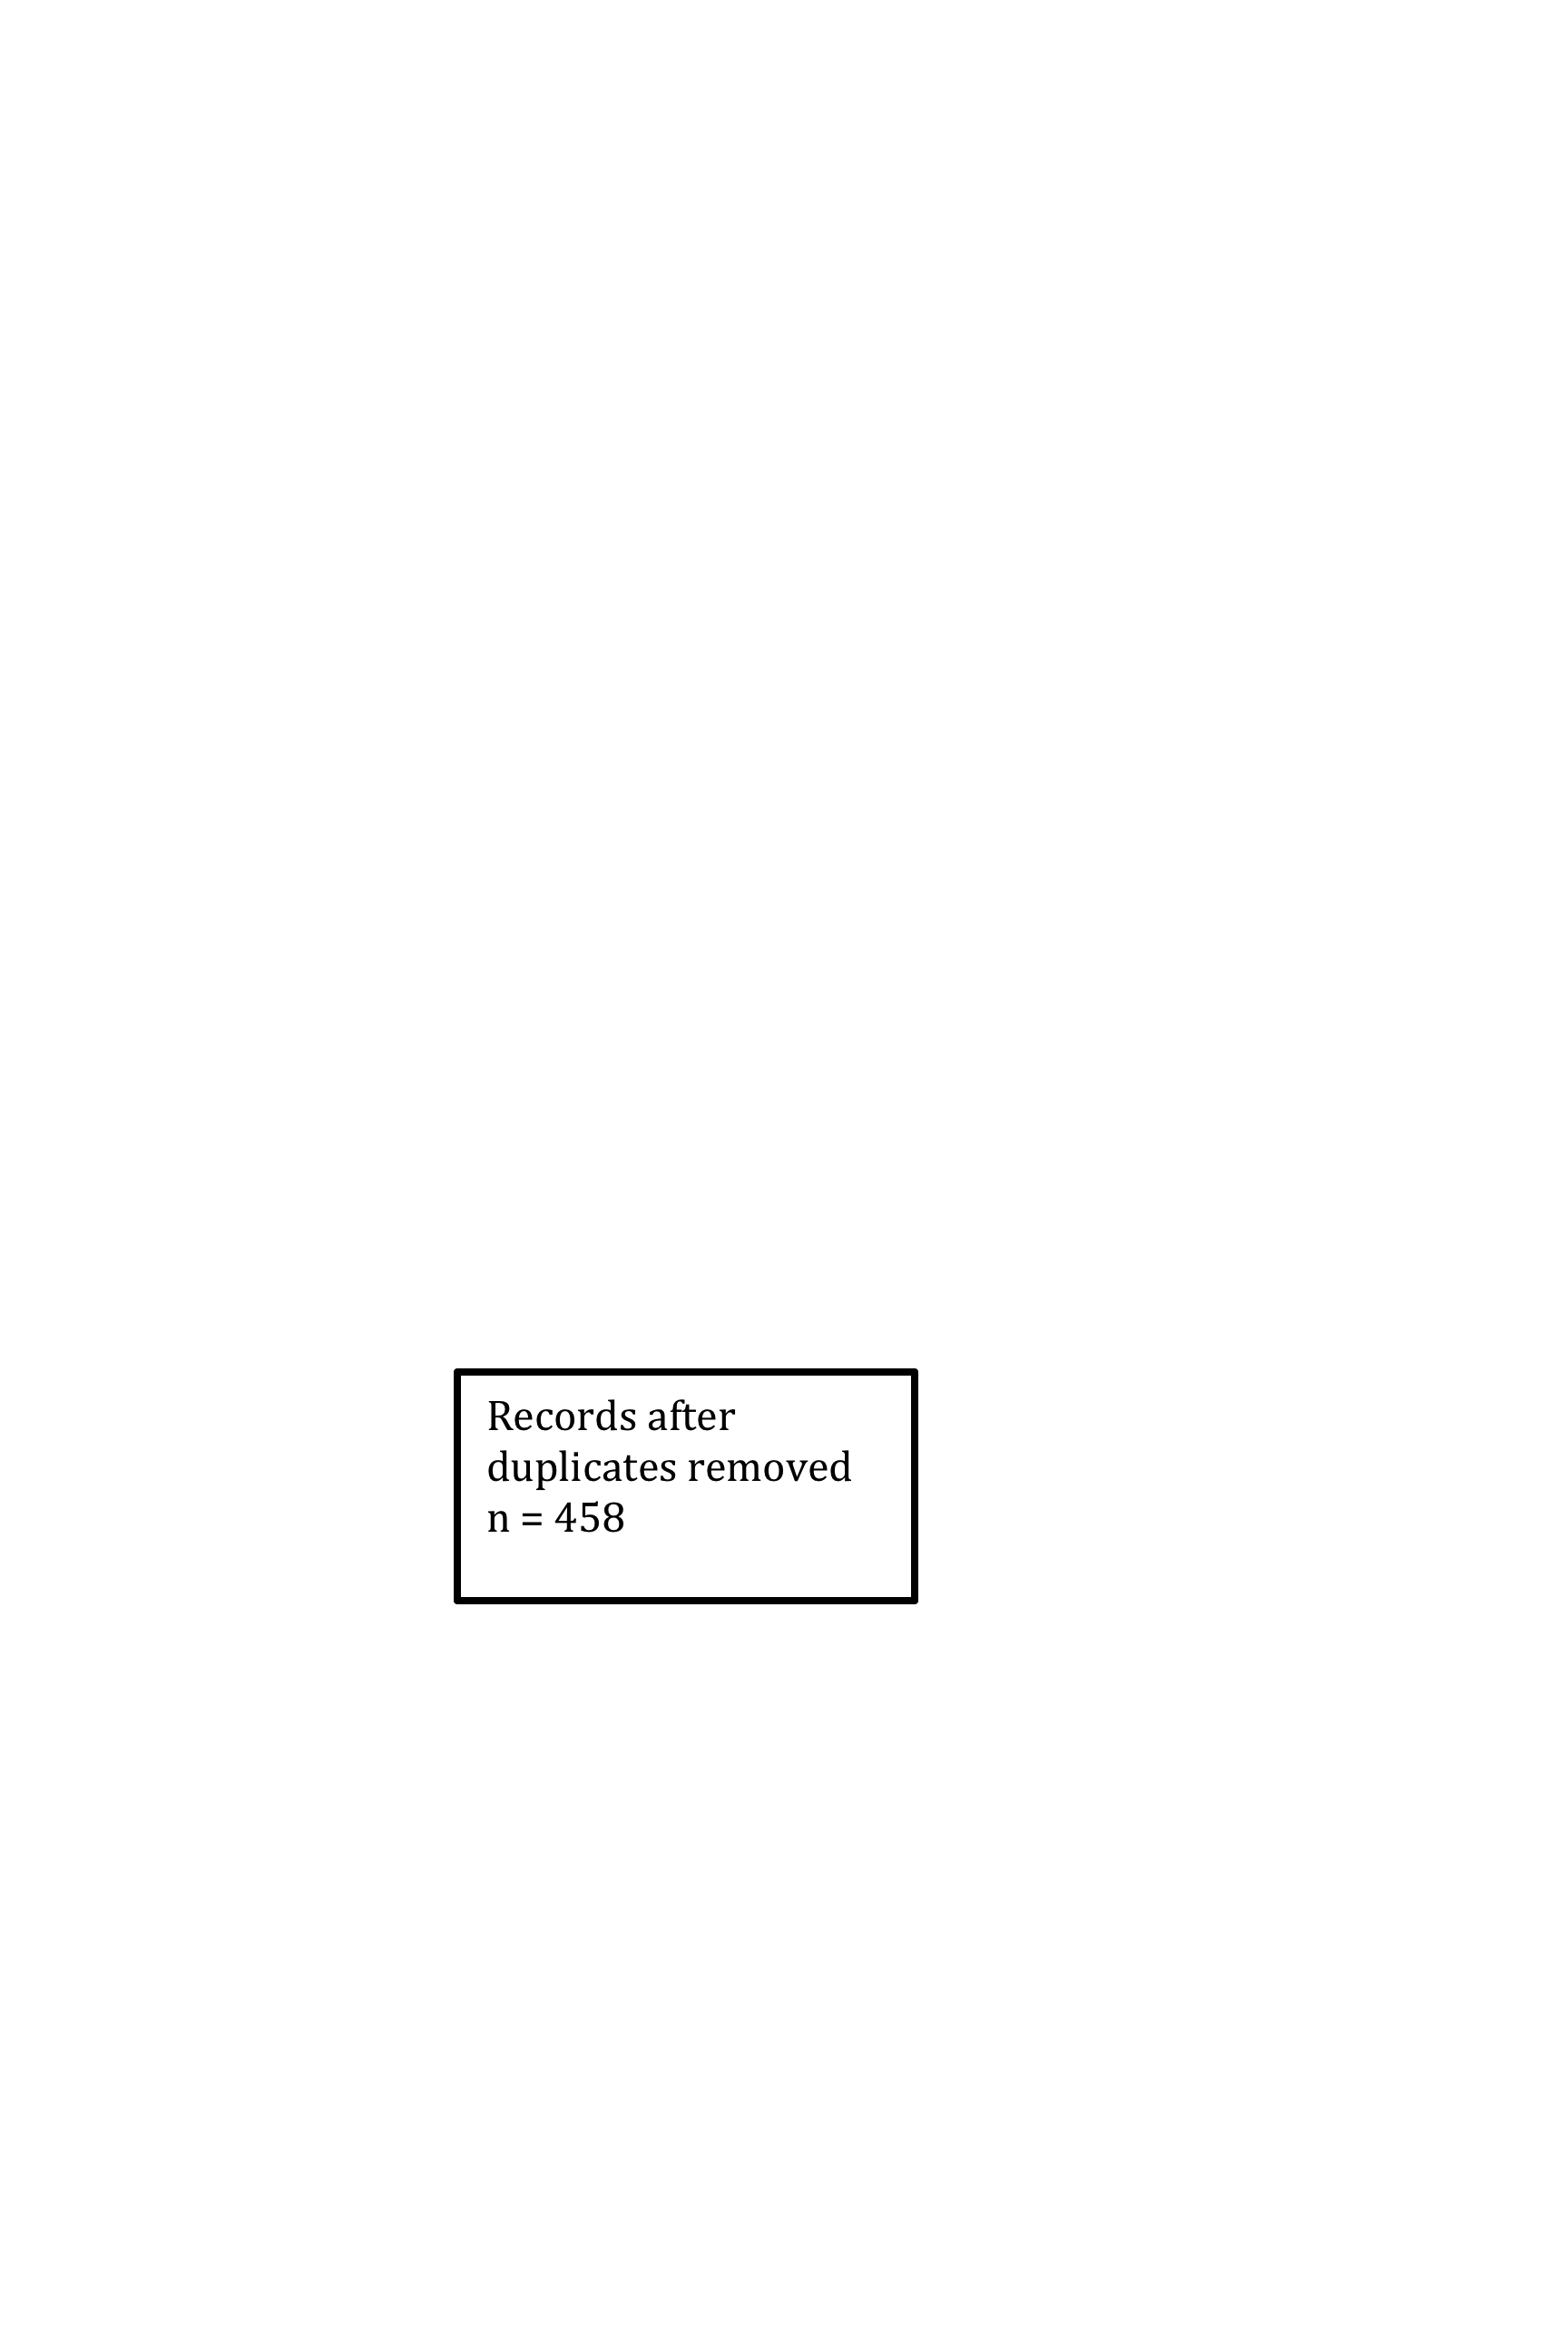 Records after
duplicates removed
n = 458